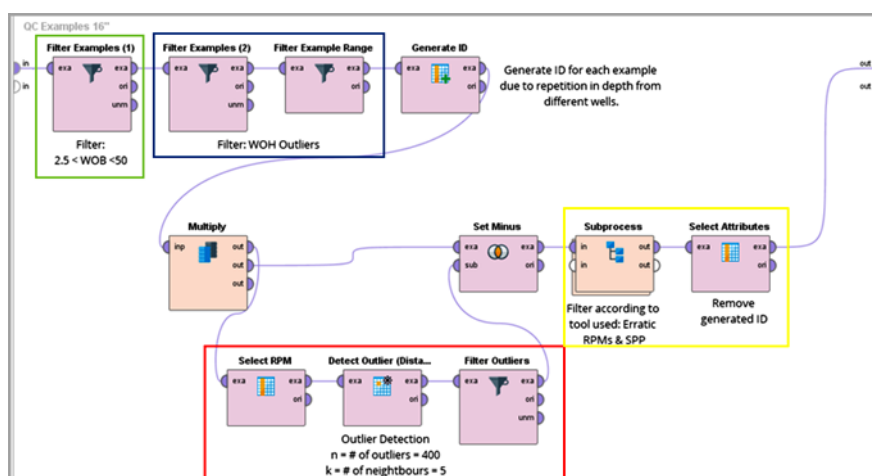 QC Examples 16"
Filter Examples (1)
Filter Examples (2)
Filter Example Range
Generate ID
in
in
exa
exa
ori
unm
exa
exa
ori
unm
exa
exa
ori
exa
exa
ori
out
out
Filter:
2.5 < WOB <50
Filter: WOH Outliers
Generate ID for each example
due to repetition in depth from
different wells.
Multiply
inp
out
out
out
Set Minus
exa
sub
exa
ori
Subprocess
in
in
out
out
Select Attributes
exa
exa
ori
Filter according to
tool used: Erratic
RPMs & SPP
Remove
generated ID
Select RPM
exa
exa
ori
Detect Outlier (Dista...
exa
exa
ori
Filter Outliers
exa
exa
ori
unm
Outlier Detection
n = # of outliers = 400
k = # of neighbours = 5